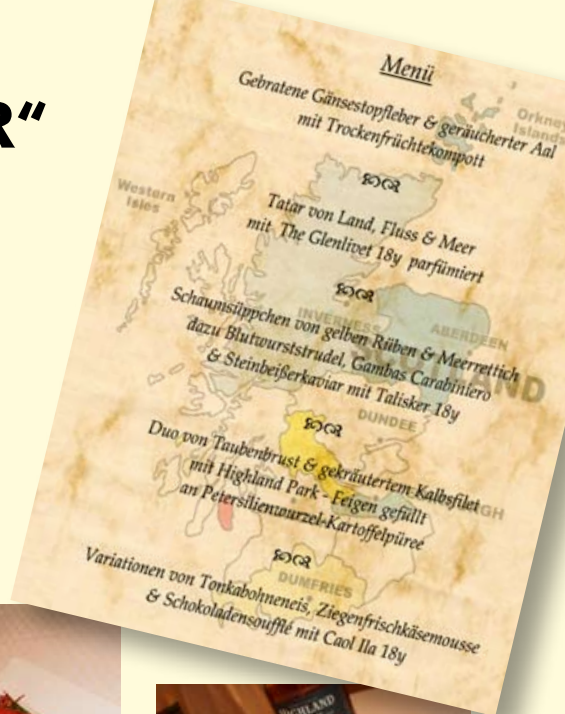 R“
Menü
Gebratene Gänsestopfleber & geräucherter Aal
mit Trockenfrüchtekompott
Tatar von Land, Fluss & Meer
mit The Glenlivet 18y parfümiert
Schaumsüppchen von gelben Rüben & Meerrettich
dazu Blutwurststrudel, Gambas Carabiniero
& Steinbeißerkaviar mit Talisker 18y
Duo von Taubenbrust & gekräutertem Kalbsfilet
mit Highland Park - Feigen gefüllt
an Petersilienwurzel-Kartoffelpüree
Variationen von Tonkabohneneis, Ziegenfrischkäsemousse
& Schokoladensoufflé mit Caol Ila 18y
Orkney
Islands
Western
Isles
INVERNESS
ABERDEEN
DUNDEE
DUMFRIES